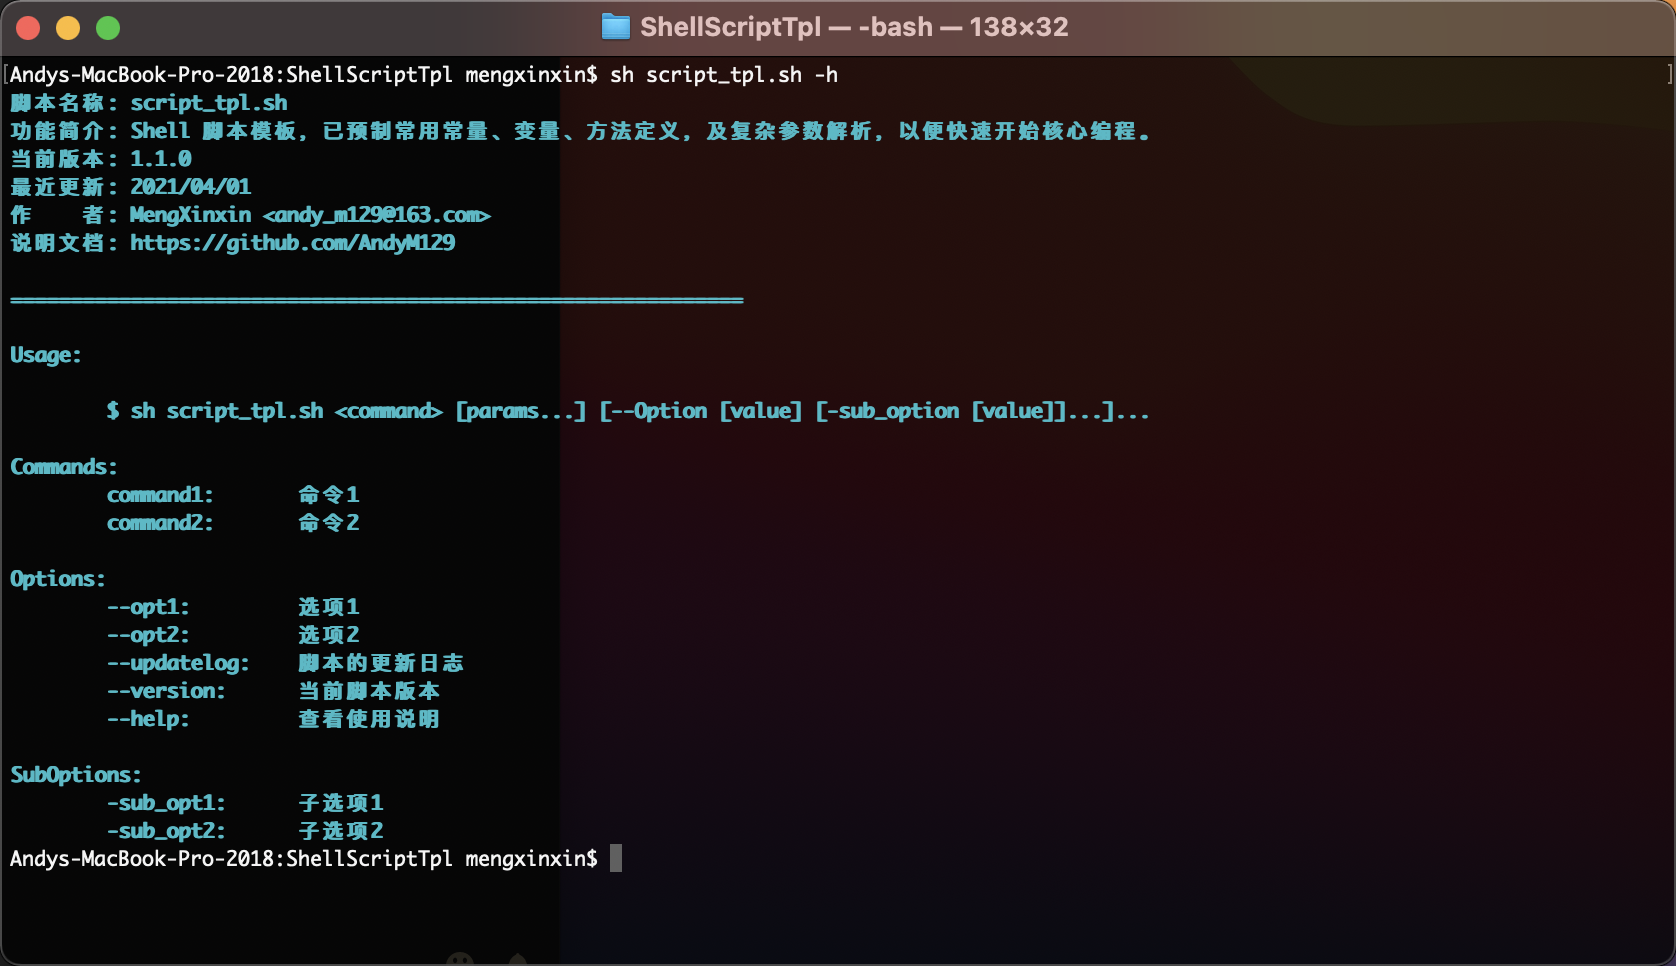 ShellScriptTpl — -bash — 138×32
[Andys-MacBook-Pro-2018:ShellScriptTpl mengxinxin$ sh script_tpl.sh -h ]
脚本名称: script_tpl.sh
功能简介: Shell 脚本模板, 已预制常用常量、变量、方法定义, 及复杂参数解析, 以便快速开始核心编程。
当前版本: 1.1.0
最近更新: 2021/04/01
作    者: MengXinxin <andy_m129@163.com>
说明文档: https://github.com/AndyM129
=============================================================
Usage:
$ sh script_tpl.sh <command> [params...] [--Option [value] [-sub_option [value]]...]...
Commands:
command1: 命令1
command2: 命令2
Options:
--opt1: 选项1
--opt2: 选项2
--updatelog: 脚本的更新日志
--version: 当前脚本版本
--help: 查看使用说明
SubOptions:
-sub_opt1: 子选项1
-sub_opt2: 子选项2
Andys-MacBook-Pro-2018:ShellScriptTpl mengxinxin$